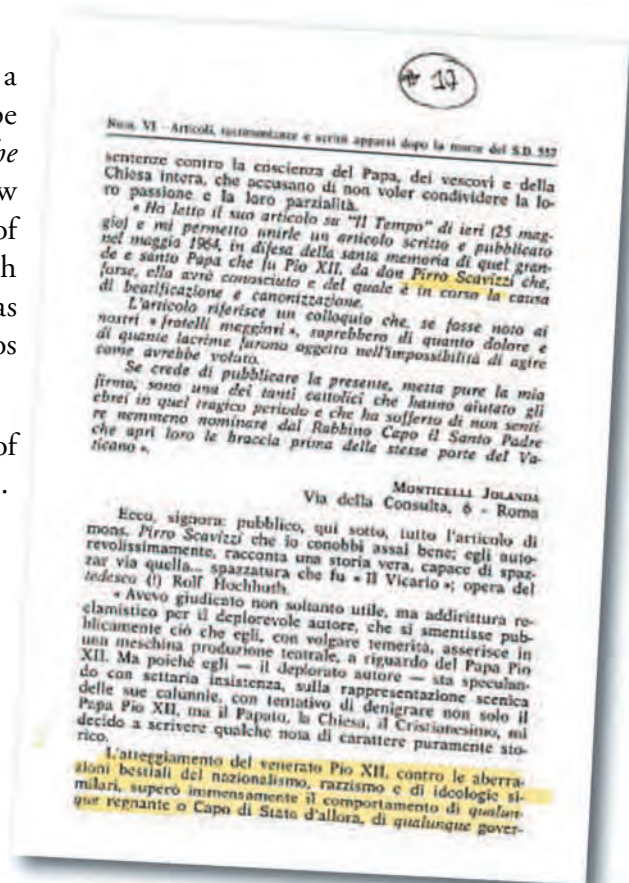 a
be
he
w
of
h
as
os
of
.
17
Num. VI - Articoli, testimonianze e scritti apparsi dopo la morte del S.D. 557
sentenze contro la coscienza del Papa, dei vescovi e della
Chiesa intera, che accusano di non voler condividere la lo-
ro passione e la loro parzialità.
« Ho letto il suo articolo su "Il Tempo" di ieri (25 mag-
gio) e mi permetto unirle un articolo scritto e pubblicato
nel maggio 1964, in difesa della santa memoria di quel gran-
de e santo Papa che fu Pio XII, da don Pirro Scavizzi che,
forse, ella avrà conosciuto e del quale è in corso la causa
di beatificazione e canonizzazione.
L'articolo riferisce un colloquio che, se fosse noto ai
nostri « fratelli maggiori », saprebbero di quanto dolore e
di quante lacrime furono oggetto nell'impossibilità di agire
come avrebbe voluto.
Se crede di pubblicare la presente, metta pure la mia
firma, sono una dei tanti cattolici che hanno aiutato gli
ebrei in quel tragico periodo e che ha sofferto di non senti-
re nemmeno nominare dal Rabbino Capo il Santo Padre
che aprì loro le braccia prima delle stesse porte del Va-
ticano ».
MONTICELLI JOLANDA
Via della Consulta, 6 - Roma
Ecco, signora: pubblico, qui sotto, tutto l'articolo di
mons. Pirro Scavizzi che io conobbi assai bene; egli auto-
revolissimamente, racconta una storia vera, capace di spaz-
zar via quella... spazzatura che fu « Il Vicario »; opera del
tedesco (!) Rolf Hochhuth.
« Avevo giudicato non soltanto utile, ma addirittura re-
clamistico per il deplorevole autore, che si smentisse pub-
blicamente ciò che egli, con volgare temerità, asserisce in
una meschina produzione teatrale, a riguardo del Papa Pio
XII. Ma poiché egli — il deplorato autore — sta speculan-
do con settaria insistenza, sulla rappresentazione scenica
delle sue calunnie, con tentativo di denigrare non solo il
Papa Pio XII, ma il Papato, la Chiesa, il Cristianesimo, mi
decido a scrivere qualche nota di carattere puramente sto-
rico.
L'atteggiamento del venerato Pio XII, contro le aberra-
zioni bestiali del nazionalismo, razzismo e di ideologie si-
milari, superò immensamente il comportamento di qualun-
que regnante o Capo di Stato d'allora, di qualunque gover-